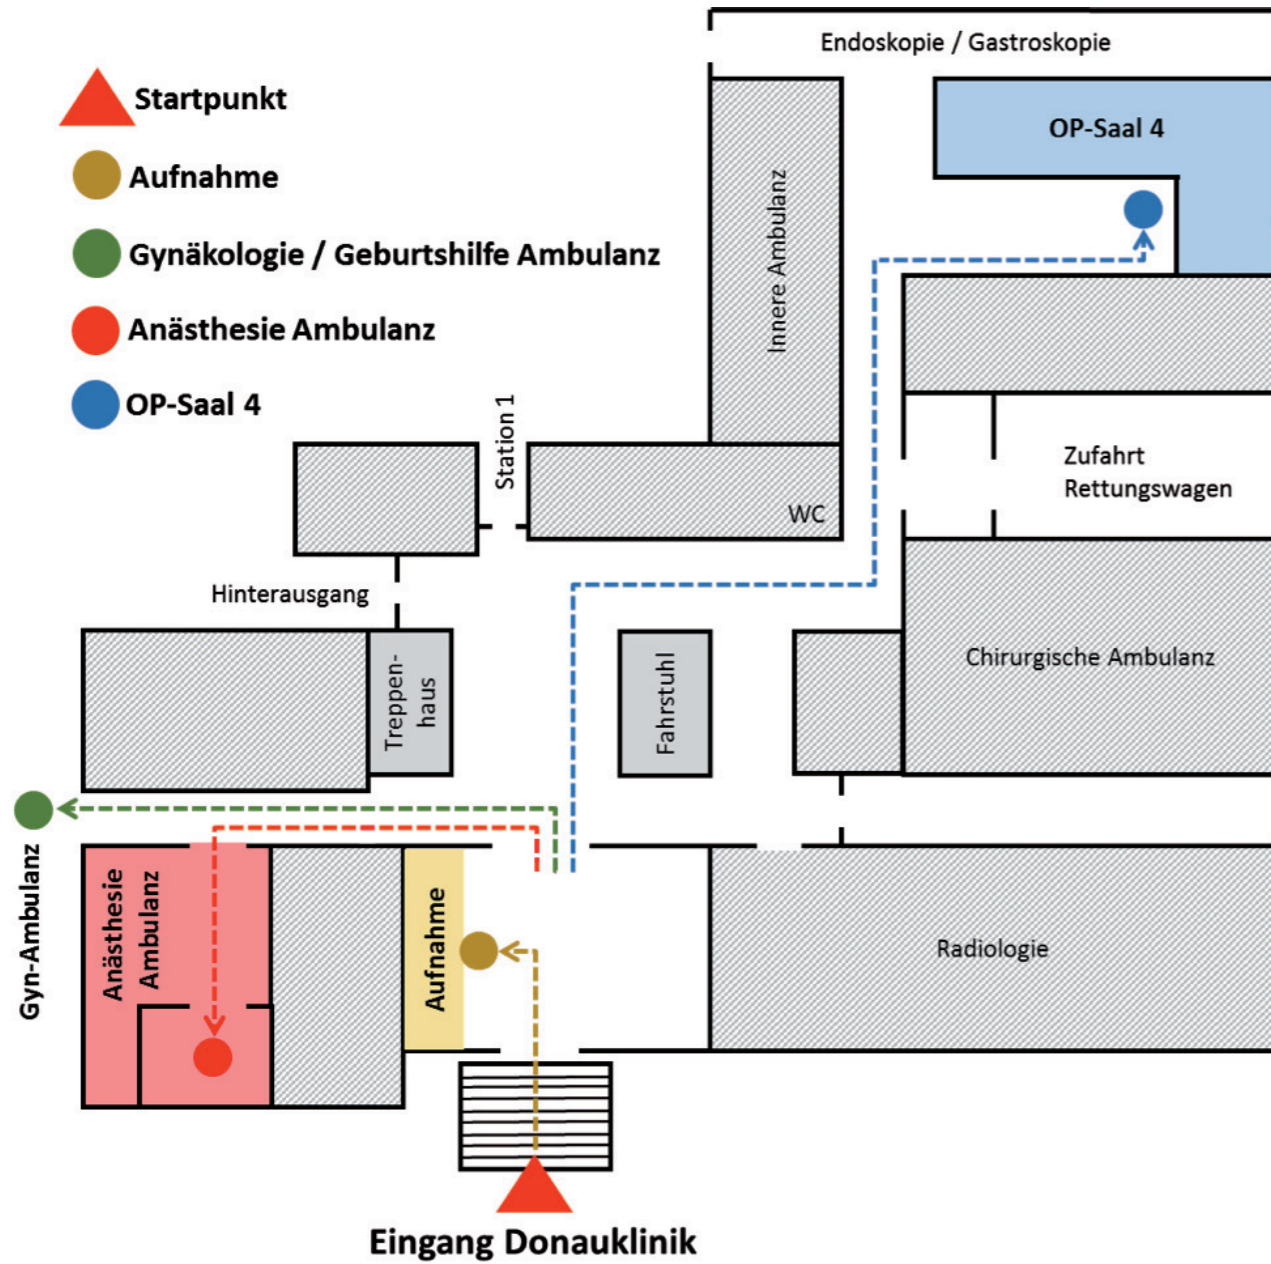 Endoskopie / Gastroskopie
Startpunkt
OP-Saal 4
Aufnahme
Gynäkologie / Geburtshilfe Ambulanz
Innere Ambulanz
Anästhesie Ambulanz
OP-Saal 4
Station 1
Zufahrt
Rettungswagen
WC
Hinterausgang
Treppen-
haus
Fahrstuhl
Chirurgische Ambulanz
Gyn-Ambulanz
Anästhesie
Ambulanz
Aufnahme
Radiologie
Eingang Donauklinik